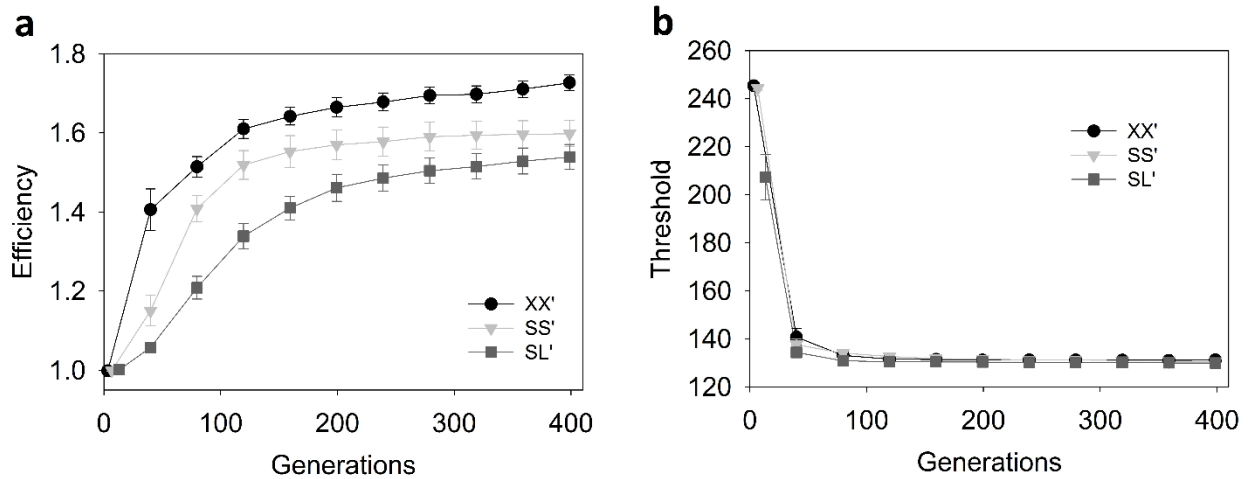 a
Efficiency
1.8
1.6
1.4
1.2
1.0
XX'
SS'
SL'
0 100 200 300 400
Generations
b
Threshold
260
240
220
200
180
160
140
120
XX'
SS'
SL'
0 100 200 300 400
Generations